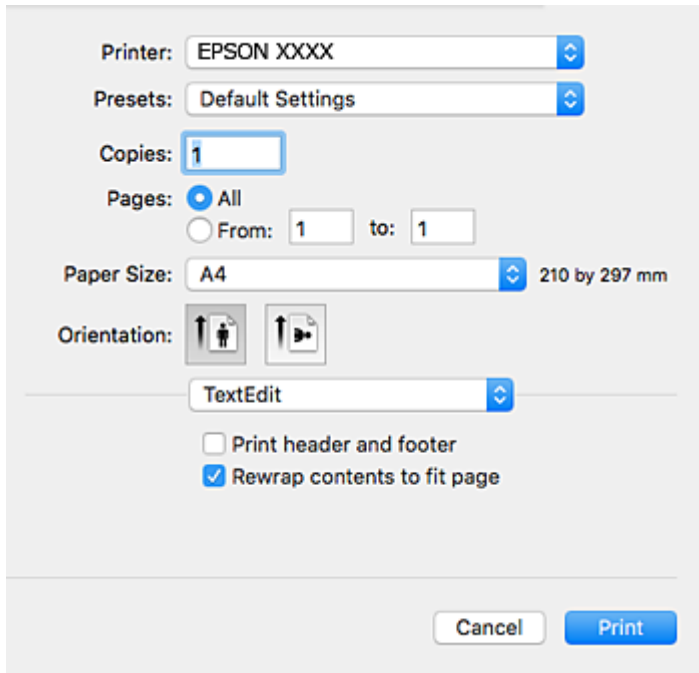 Printer: EPSON XXXX
Presets: Default Settings
Copies: 1
Pages: All
From: 1 to: 1
Paper Size: A4 210 by 297 mm
Orientation:
TextEdit
Print header and footer
Rewrap contents to fit page
Cancel Print